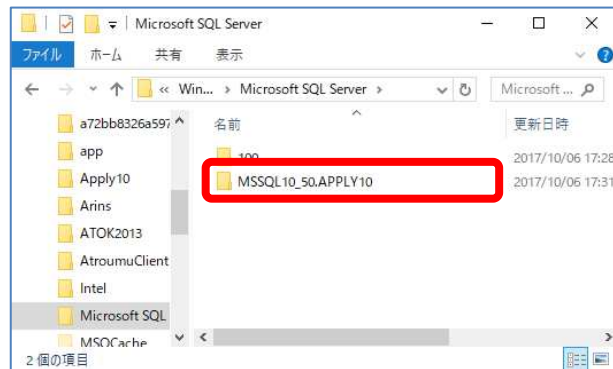 Microsoft SQL Server
ファイル ホーム 共有 表示
« Win... › Microsoft SQL Server › Microsoft ...
名前 更新日時
a72bb8326a597
app
Apply10
Arins
ATOK2013
AtroumuClient
Intel
Microsoft SQL
MSOCache
100 2017/10/06 17:28
MSSQL10_50.APPLY10 2017/10/06 17:31
2 個の項目